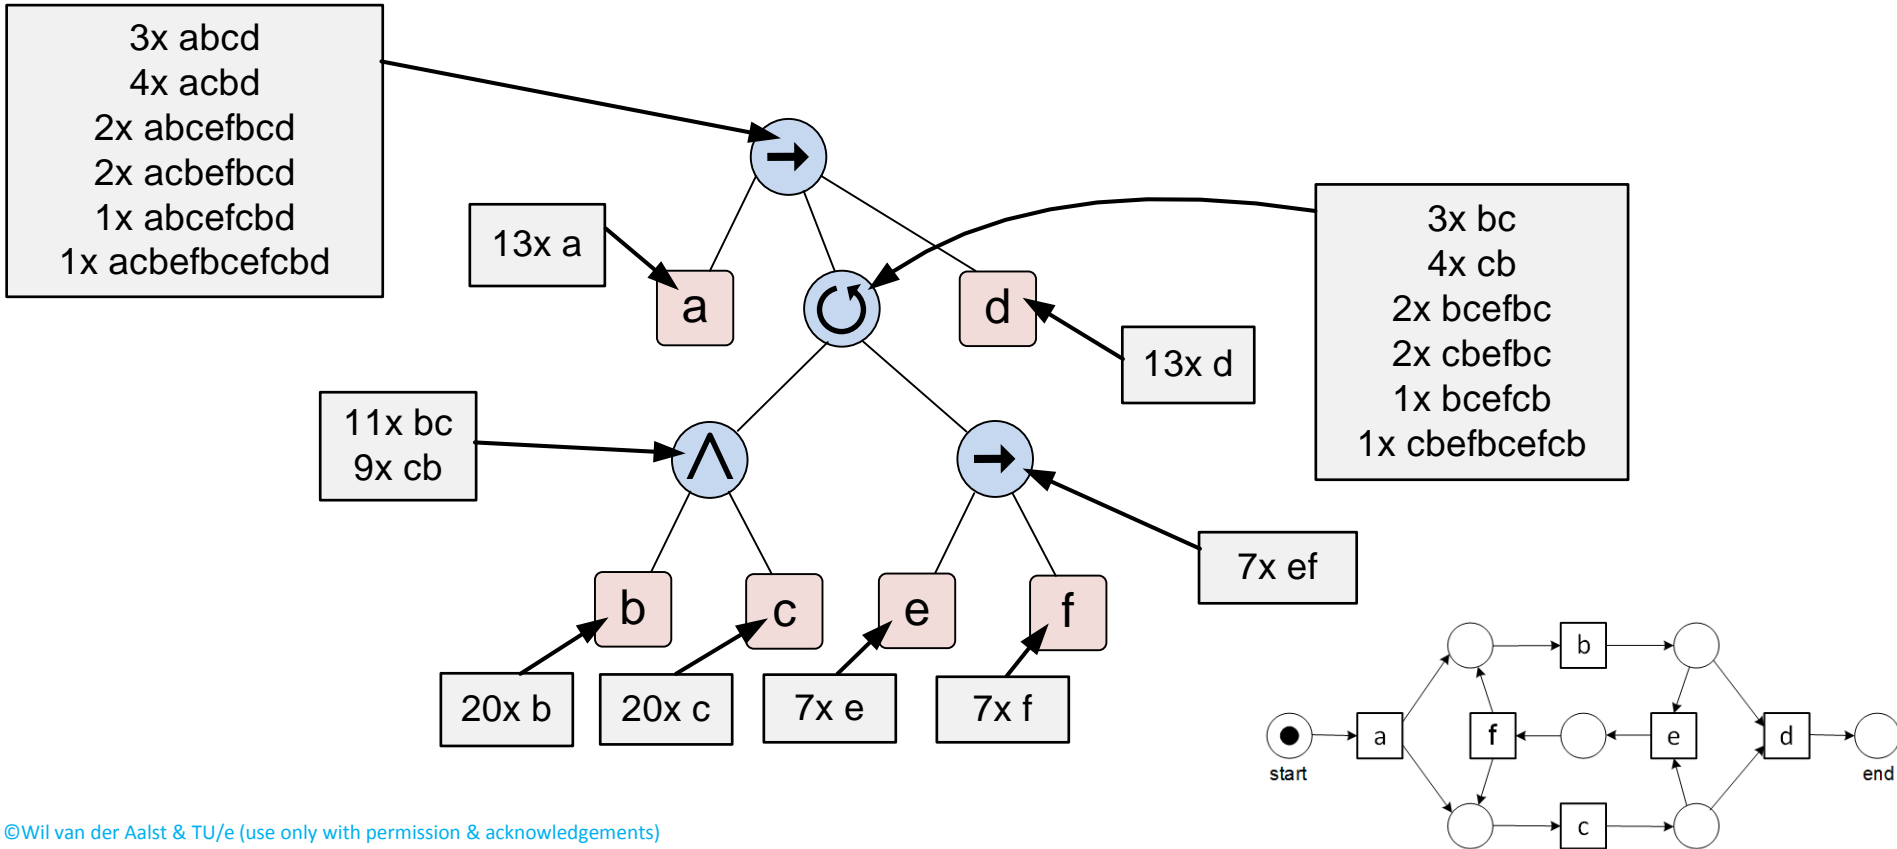 3x abcd
4x acbd
2x abcefbcd
2x acbefbcd
1x abcefcbd
1x acbefbcefcbd
13x a
a
d
13x d
3x bc
4x cb
2x bcefbc
2x cbefbc
1x bcefcb
1x cbefbcefcb
11x bc
9x cb
7x ef
b
c
e
f
20x b
20x c
7x e
7x f
b
a
f
e
d
start
end
c
©Wil van der Aalst & TU/e (use only with permission & acknowledgements)